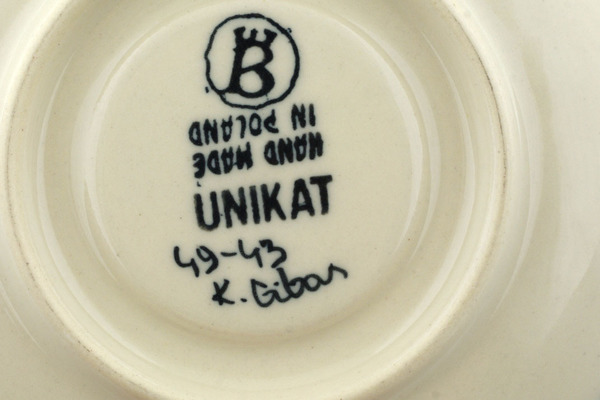 B
HAND MADE
IN POLAND
UNIKAT
49-43
K. Gibas